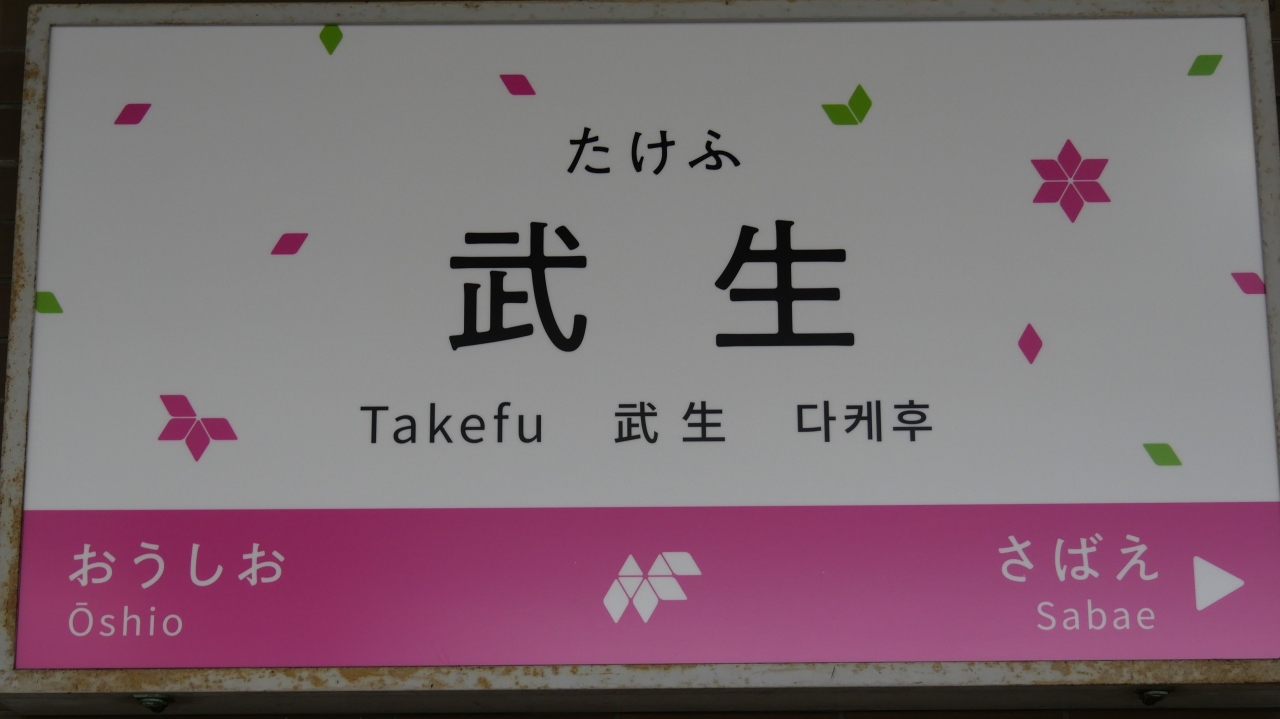 たけふ
武生
Takefu 武生 다케후
おうしお さばえ
Ōshio Sabae